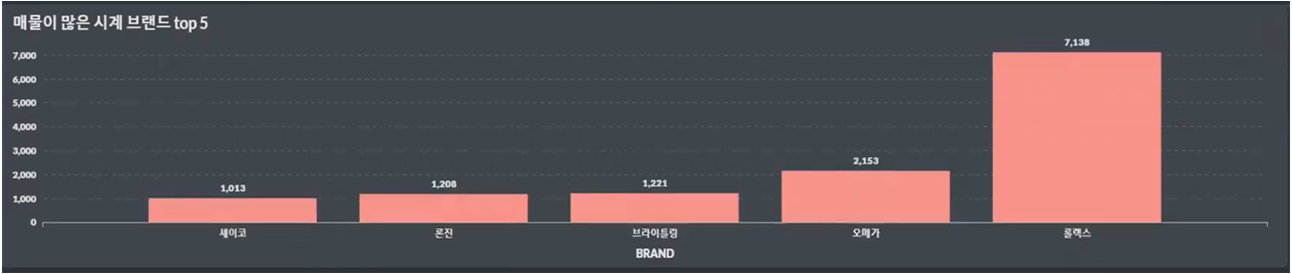 매물이 많은 시계 브랜드 top 5
7,138
7,000
6,000
5,000
4,000
3,000
2,153
2,000
1,013
1,208
1,221
1,000
0
세이코
론진
브라이틀링
오메가
롤렉스
BRAND